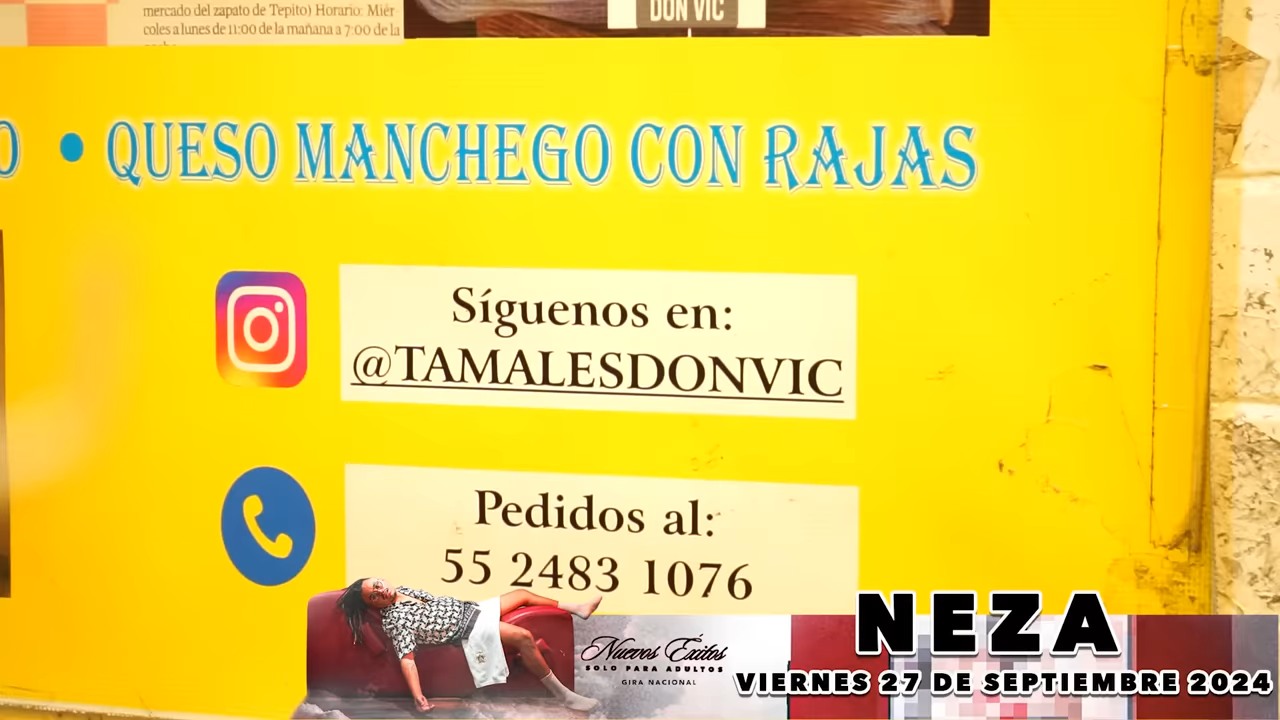 mercado del zapato de Tepito) Horario: Miér-
coles a lunes de 11:00 de la mañana a 7:00 de la
DON VIC
O • QUESO MANCHEGO CON RAJAS
Síguenos en:
@TAMALESDONVIC
Pedidos al:
55 2483 1076
Nuevos Éxitos
SOLO PARA ADULTOS
GIRA NACIONAL
NEZA
VIERNES 27 DE SEPTIEMBRE 2024